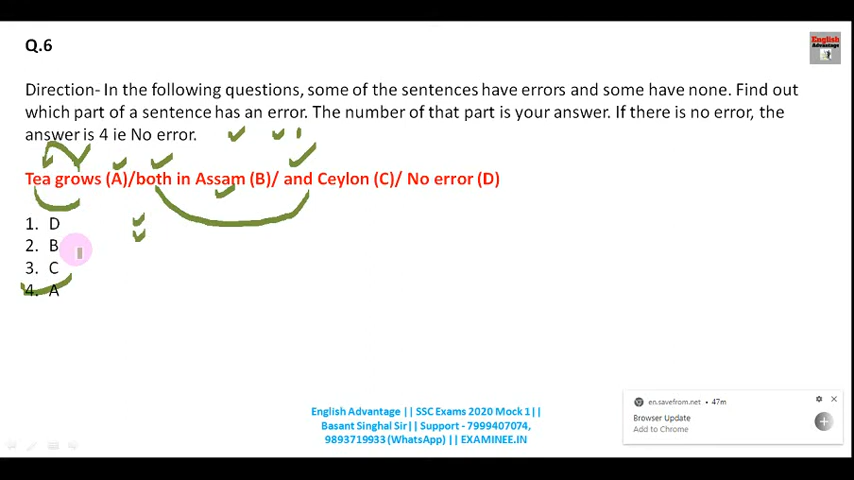 Q.6
English
Advantage
Direction- In the following questions, some of the sentences have errors and some have none. Find out
which part of a sentence has an error. The number of that part is your answer. If there is no error, the
answer is 4 ie No error.
Tea grows (A)/both in Assam (B)/ and Ceylon (C)/ No error (D)
1. D
2. B
3. C
4. A
English Advantage || SSC Exams 2020 Mock 1||
Basant Singhal Sir|| Support - 7999407074,
9893719933 (WhatsApp) || EXAMINEE.IN
en.savefrom.net • 47m
Browser Update
Add to Chrome